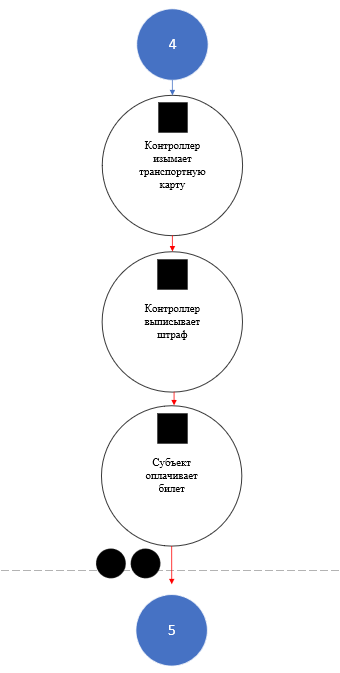 4
Контроллер
изымает
транспортную
карту
Контроллер
выписывает
штраф
Субъект
оплачивает
билет
5